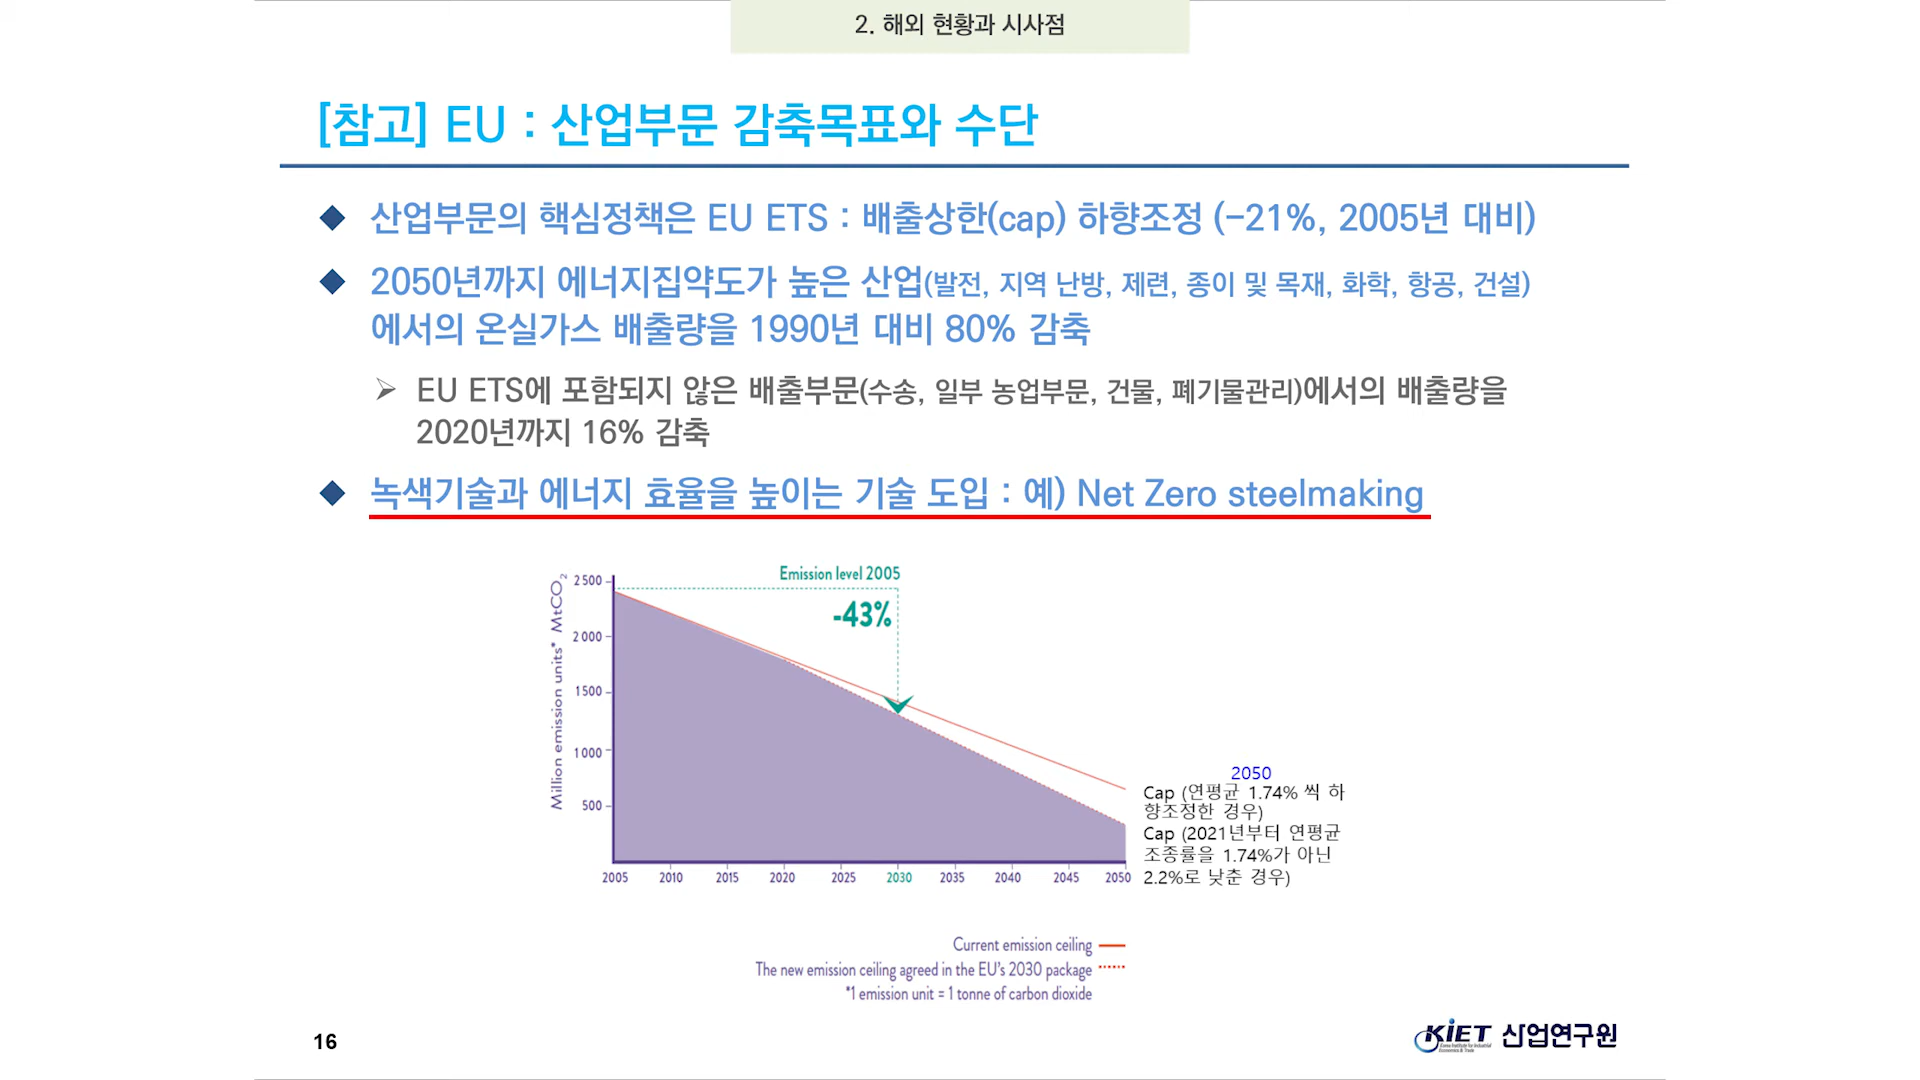 2. 해외 현황과 시사점
[참고] EU : 산업부문 감축목표와 수단
산업부문의 핵심정책은 EU ETS : 배출상한(cap) 하향조정 (-21%, 2005년 대비)
2050년까지 에너지집약도가 높은 산업(발전, 지역 난방, 제련, 종이 및 목재, 화학, 항공, 건설)
에서의 온실가스 배출량을 1990년 대비 80% 감축
EU ETS에 포함되지 않은 배출부문(수송, 일부 농업부문, 건물, 폐기물관리)에서의 배출량을
2020년까지 16% 감축
녹색기술과 에너지 효율을 높이는 기술 도입 : 예) Net Zero steelmaking
Million emission units* MtCO₂
2500
2000
1500
1000
500
Emission level 2005
-43%
2005 2010 2015 2020 2025 2030 2035 2040 2045 2050
2050
Cap (연평균 1.74% 씩 하
향조정한 경우)
Cap (2021년부터 연평균
조종률을 1.74%가 아닌
2.2%로 낮춘 경우)
Current emission ceiling
The new emission ceiling agreed in the EU's 2030 package
*1 emission unit = 1 tonne of carbon dioxide
16
KIET 산업연구원